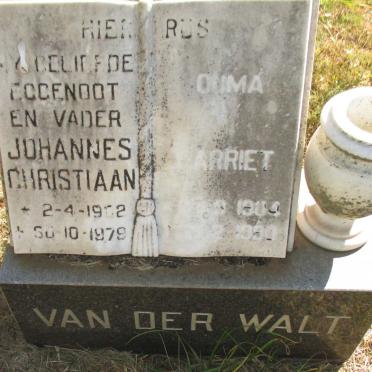 HIER RUS
GELIEFDE
EGGENOOT
EN VADER
JOHANNES
CHRISTIAAN
* 2-4-1902
30-10-1979
OUMA
HARRIET
VAN DER WALT